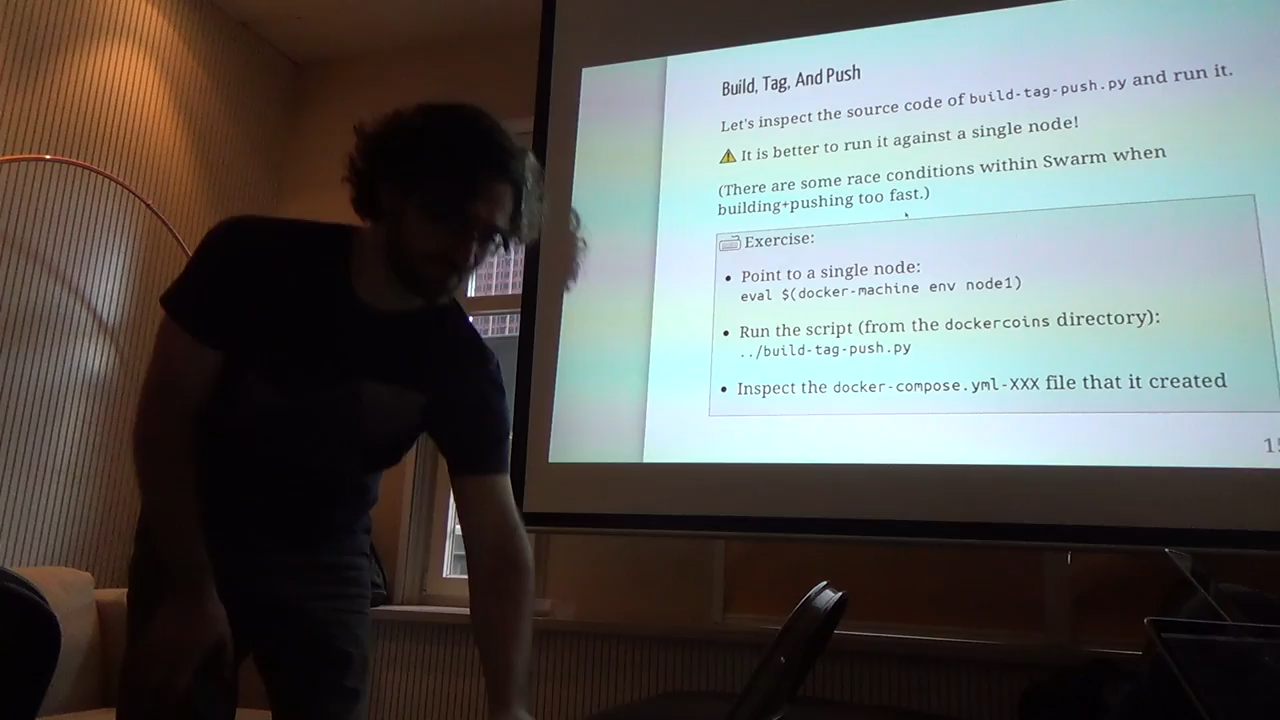 Build, Tag, And Push
Let's inspect the source code of build-tag-push.py and run it.
⚠ It is better to run it against a single node!
(There are some race conditions within Swarm when
building+pushing too fast.)
Exercise:
• Point to a single node:
eval $(docker-machine env node1)
• Run the script (from the dockercoins directory):
../build-tag-push.py
• Inspect the docker-compose.yml-XXX file that it created